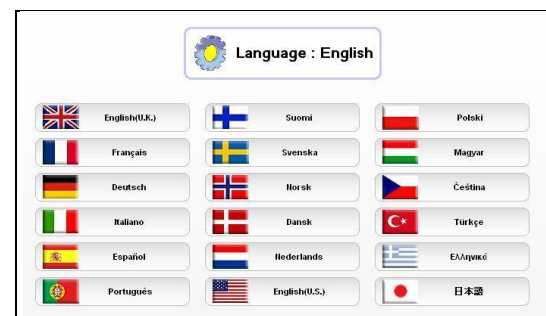 Language : English
English(U.K.)
Suomi
Polski
Français
Svenska
Magyar
Deutsch
Norsk
Čeština
Italiano
Dansk
Türkçe
Español
Nederlands
Ελληνικά
Português
English(U.S.)
日本語